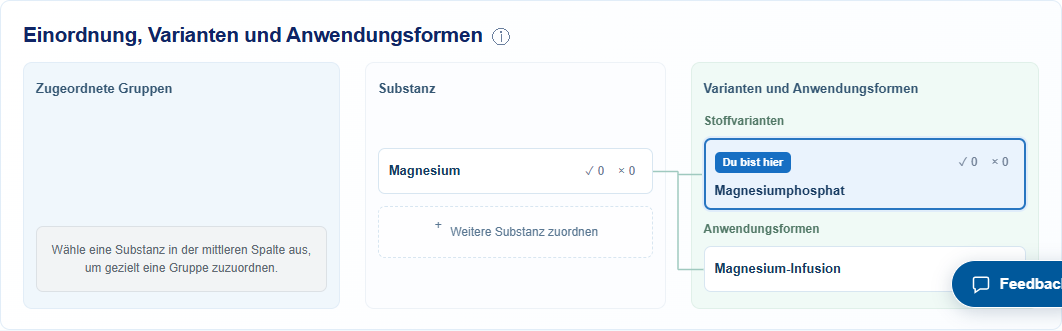 Einordnung, Varianten und Anwendungsformen ⓘ
Zugeordnete Gruppen
Wähle eine Substanz in der mittleren Spalte aus,
um gezielt eine Gruppe zuzuordnen.
Substanz
Magnesium ✓ 0 × 0
+ Weitere Substanz zuordnen
Varianten und Anwendungsformen
Stoffvarianten
Du bist hier ✓ 0 × 0
Magnesiumphosphat
Anwendungsformen
Magnesium-Infusion
Feedbac